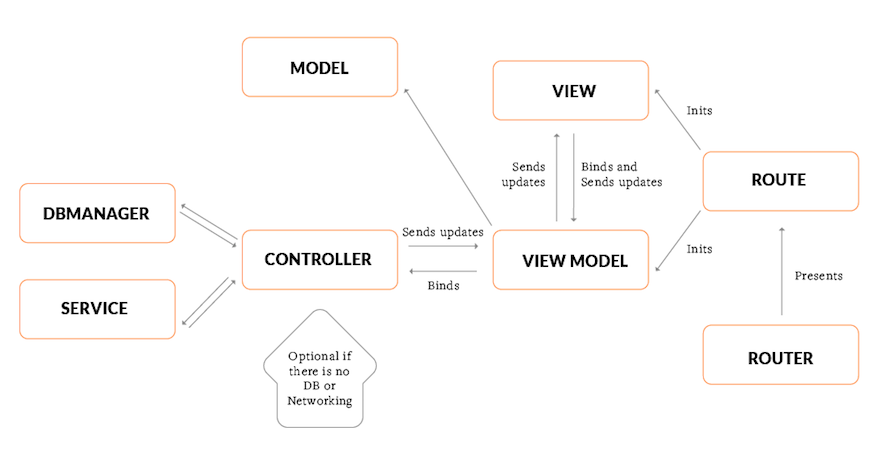 MODEL
VIEW
Inits
Sends
updates
Binds and
Sends updates
ROUTE
DBMANAGER
Sends updates
CONTROLLER
VIEW MODEL
Inits
Binds
Presents
SERVICE
Optional if
there is no
DB or
Networking
ROUTER